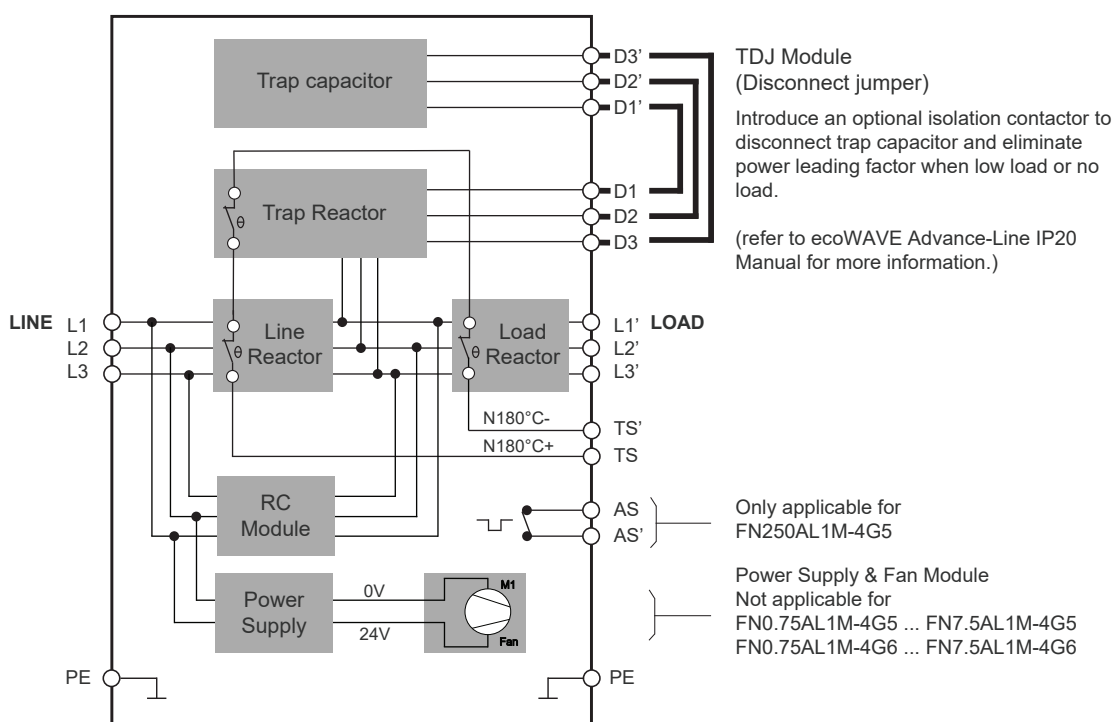 Trap capacitor
D3’
D2’
D1’
TDJ Module
(Disconnect jumper)
Introduce an optional isolation contactor to
disconnect trap capacitor and eliminate
power leading factor when low load or no
load.
(refer to ecoWAVE Advance-Line IP20
Manual for more information.)
Trap Reactor
θ
D1
D2
D3
LINE
L1
L2
L3
Line
Reactor
θ
Load
Reactor
θ
L1’
LOAD
L2’
L3’
N180°C-
TS’
N180°C+
TS
RC
Module
AS
AS’
Only applicable for
FN250AL1M-4G5
Power
Supply
0V
24V
M1
Fan
Power Supply & Fan Module
Not applicable for
FN0.75AL1M-4G5 ... FN7.5AL1M-4G5
FN0.75AL1M-4G6 ... FN7.5AL1M-4G6
PE
PE